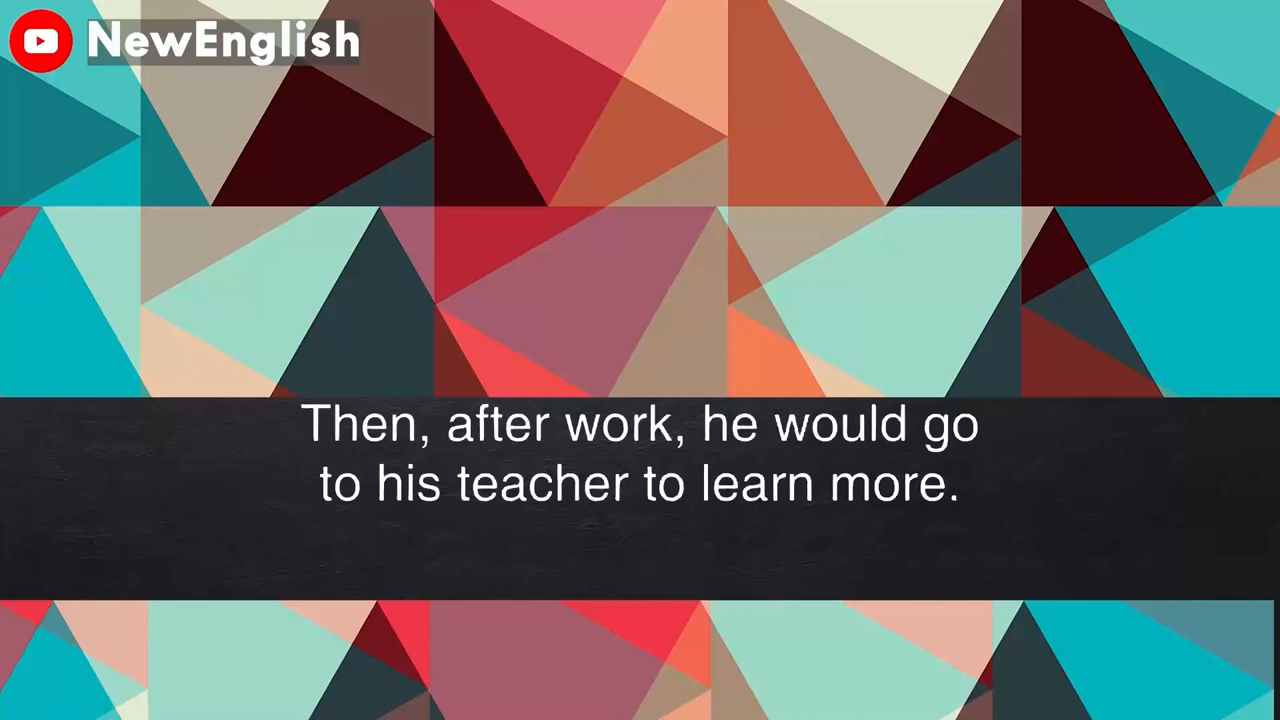 NewEnglish
Then, after work, he would go
to his teacher to learn more.